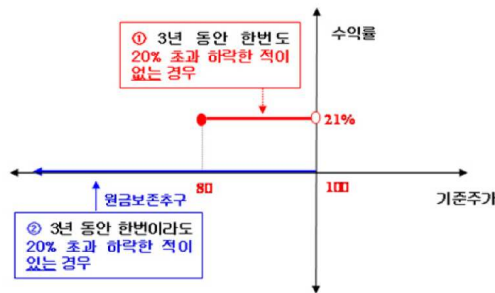 수익률
① 3년 동안 한번도
20% 초과 하락한 적이
없는 경우
21%
원금보존추구
기준주가
② 3년 동안 한번이라도
20% 초과 하락한 적이
있는 경우